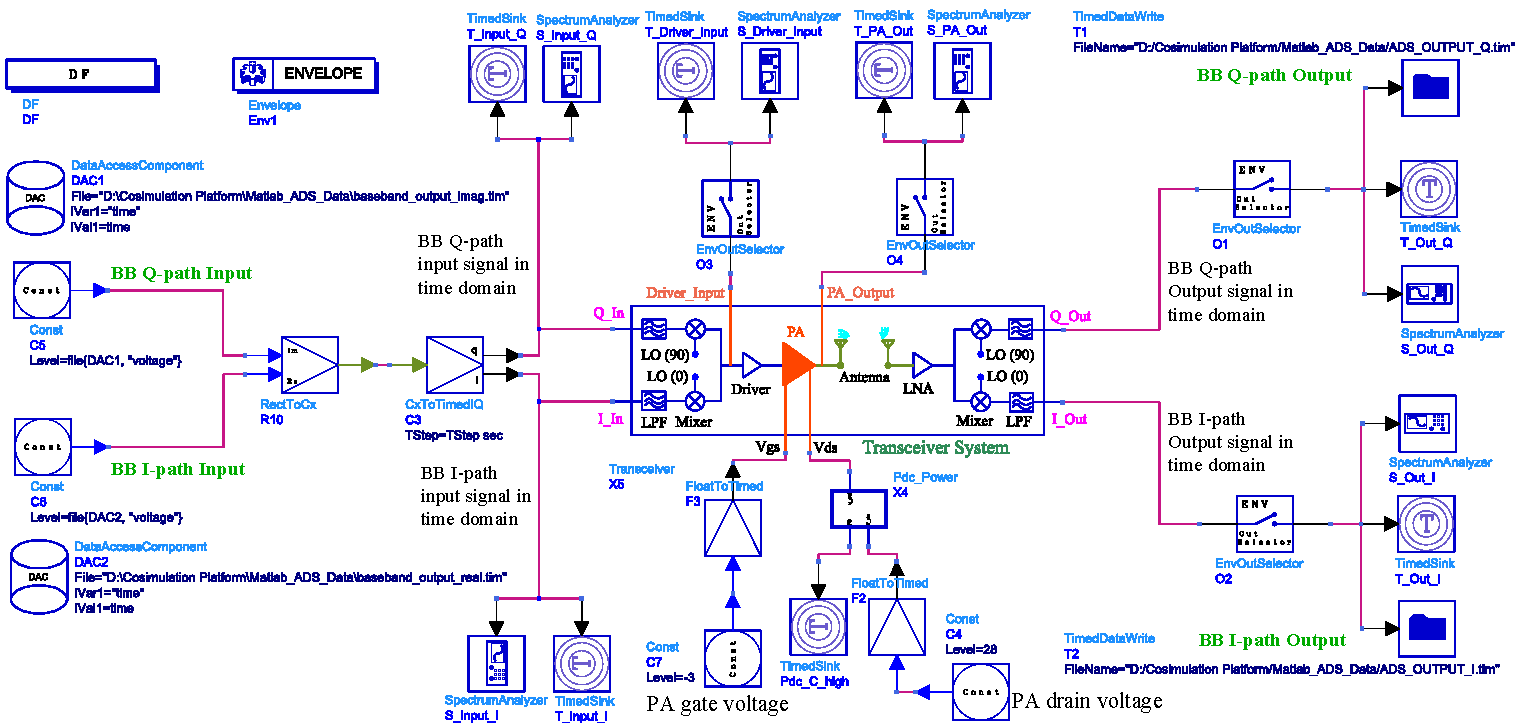 TimedSink
T_Input_Q
SpectrumAnalyzer
S_Input_Q
TimedSink
T_Driver_Input
SpectrumAnalyzer
S_Driver_Input
TimedSink
T_PA_Out
SpectrumAnalyzer
S_PA_Out
TimedDataWrite
T1
FileName="D:/Cosimulation Platform/Matlab_ADS_Data/ADS_OUTPUT_Q.tim"
BB Q-path Output
DF
DF
DF
ENVELOPE
Envelope
Env1
DataAccessComponent
DAC1
File="D:\Cosimulation Platform\Matlab_ADS_Data\baseband_output_imag.tim"
IVar1="time"
IVal1=time
DAC
BB Q-path
input signal in
time domain
ENV
Out
Selector
EnvOutSelector
O3
ENV
Out
Selector
EnvOutSelector
O4
ENV
Out
Selector
EnvOutSelector
O1
T
TimedSink
T_Out_Q
BB Q-path
Output signal in
time domain
SpectrumAnalyzer
S_Out_Q
Const
BB Q-path Input
Const
C5
Level=file{DAC1, "voltage"}
Im
Re
RectToCx
R10
q
i
CxToTimedIQ
C3
TStep=TStep sec
Driver_Input
PA_Output
Q_In
I_In
LO (90)
LO (0)
LPF
Mixer
Driver
PA
Antenna
LNA
LO (90)
LO (0)
Mixer
LPF
Q_Out
I_Out
Vgs
Vds
Transceiver System
Const
BB I-path Input
Const
C6
Level=file{DAC2, "voltage"}
BB I-path
input signal in
time domain
Transceiver
X5
FloatToTimed
F3
Pdc_Power
X4
BB I-path
Output signal in
time domain
SpectrumAnalyzer
S_Out_I
ENV
Out
Selector
EnvOutSelector
O2
T
TimedSink
T_Out_I
DAC
DataAccessComponent
DAC2
File="D:\Cosimulation Platform\Matlab_ADS_Data\baseband_output_real.tim"
IVar1="time"
IVal1=time
FloatToTimed
F2
SpectrumAnalyzer
S_Input_I
T
TimedSink
T_Input_I
Const
C7
Level=-3
Const
PA gate voltage
T
TimedSink
Pdc_C_high
Const
C4
Level=28
Const
PA drain voltage
TimedDataWrite
T2
FileName="D:/Cosimulation Platform/Matlab_ADS_Data/ADS_OUTPUT_I.tim"
BB I-path Output